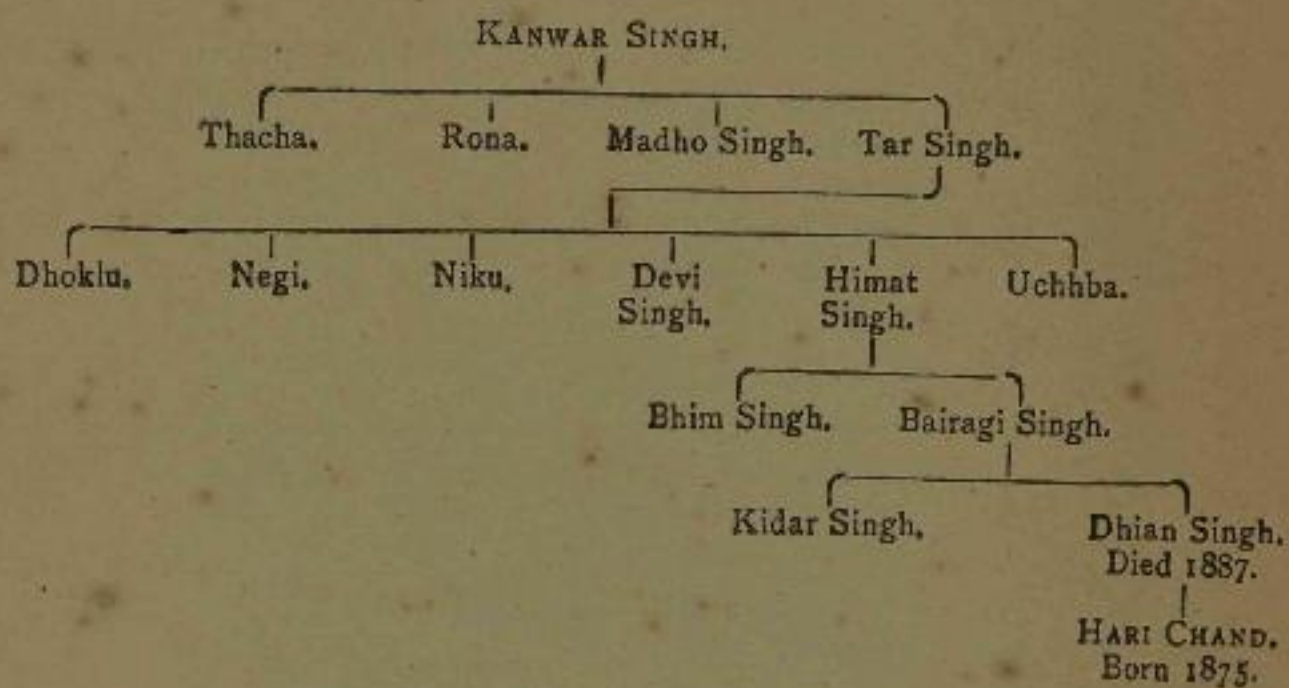 KANWAR SINGH.
Thacha. Rona. Madho Singh. Tar Singh.
Dhoklu. Negi. Niku. Devi Singh. Himat Singh. Uchhba.
Bhim Singh. Bairagi Singh.
Kidar Singh. Dhian Singh.
Died 1887.
HARI CHAND.
Born 1875.